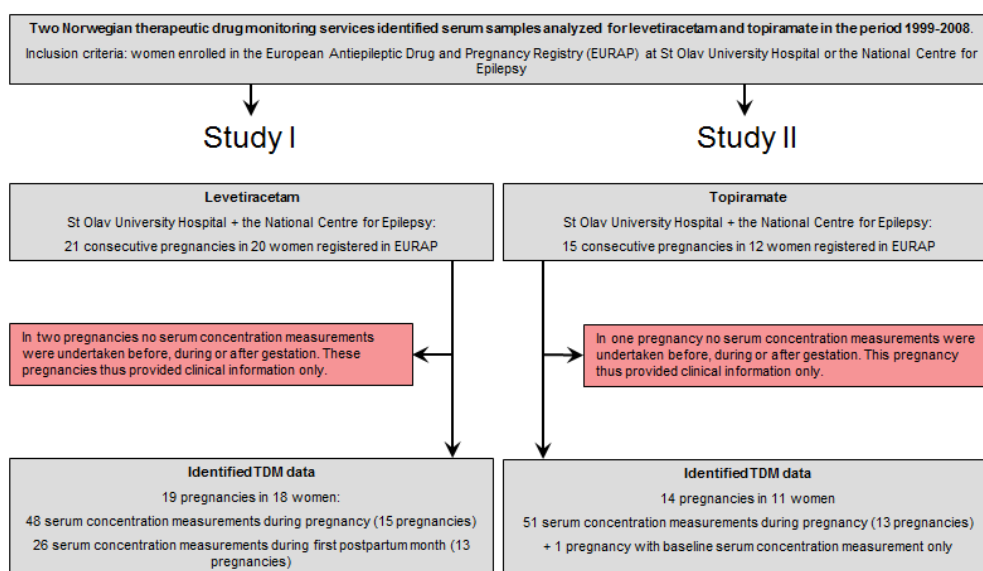 Two Norwegian therapeutic drug monitoring services identified serum samples analyzed for levetiracetam and topiramate in the period 1999-2008.
Inclusion criteria: women enrolled in the European Antiepileptic Drug and Pregnancy Registry (EURAP) at St Olav University Hospital or the National Centre for
Epilepsy
Study I
Study II
Levetiracetam
St Olav University Hospital + the National Centre for Epilepsy:
21 consecutive pregnancies in 20 women registered in EURAP
Topiramate
St Olav University Hospital + the National Centre for Epilepsy:
15 consecutive pregnancies in 12 women registered in EURAP
In two pregnancies no serum concentration measurements
were undertaken before, during or after gestation. These
pregnancies thus provided clinical information only.
In one pregnancy no serum concentration measurements were
undertaken before, during or after gestation. This pregnancy
thus provided clinical information only.
Identified TDM data
19 pregnancies in 18 women:
48 serum concentration measurements during pregnancy (15 pregnancies)
26 serum concentration measurements during first postpartum month (13
pregnancies)
Identified TDM data
14 pregnancies in 11 women
51 serum concentration measurements during pregnancy (13 pregnancies)
+ 1 pregnancy with baseline serum concentration measurement only